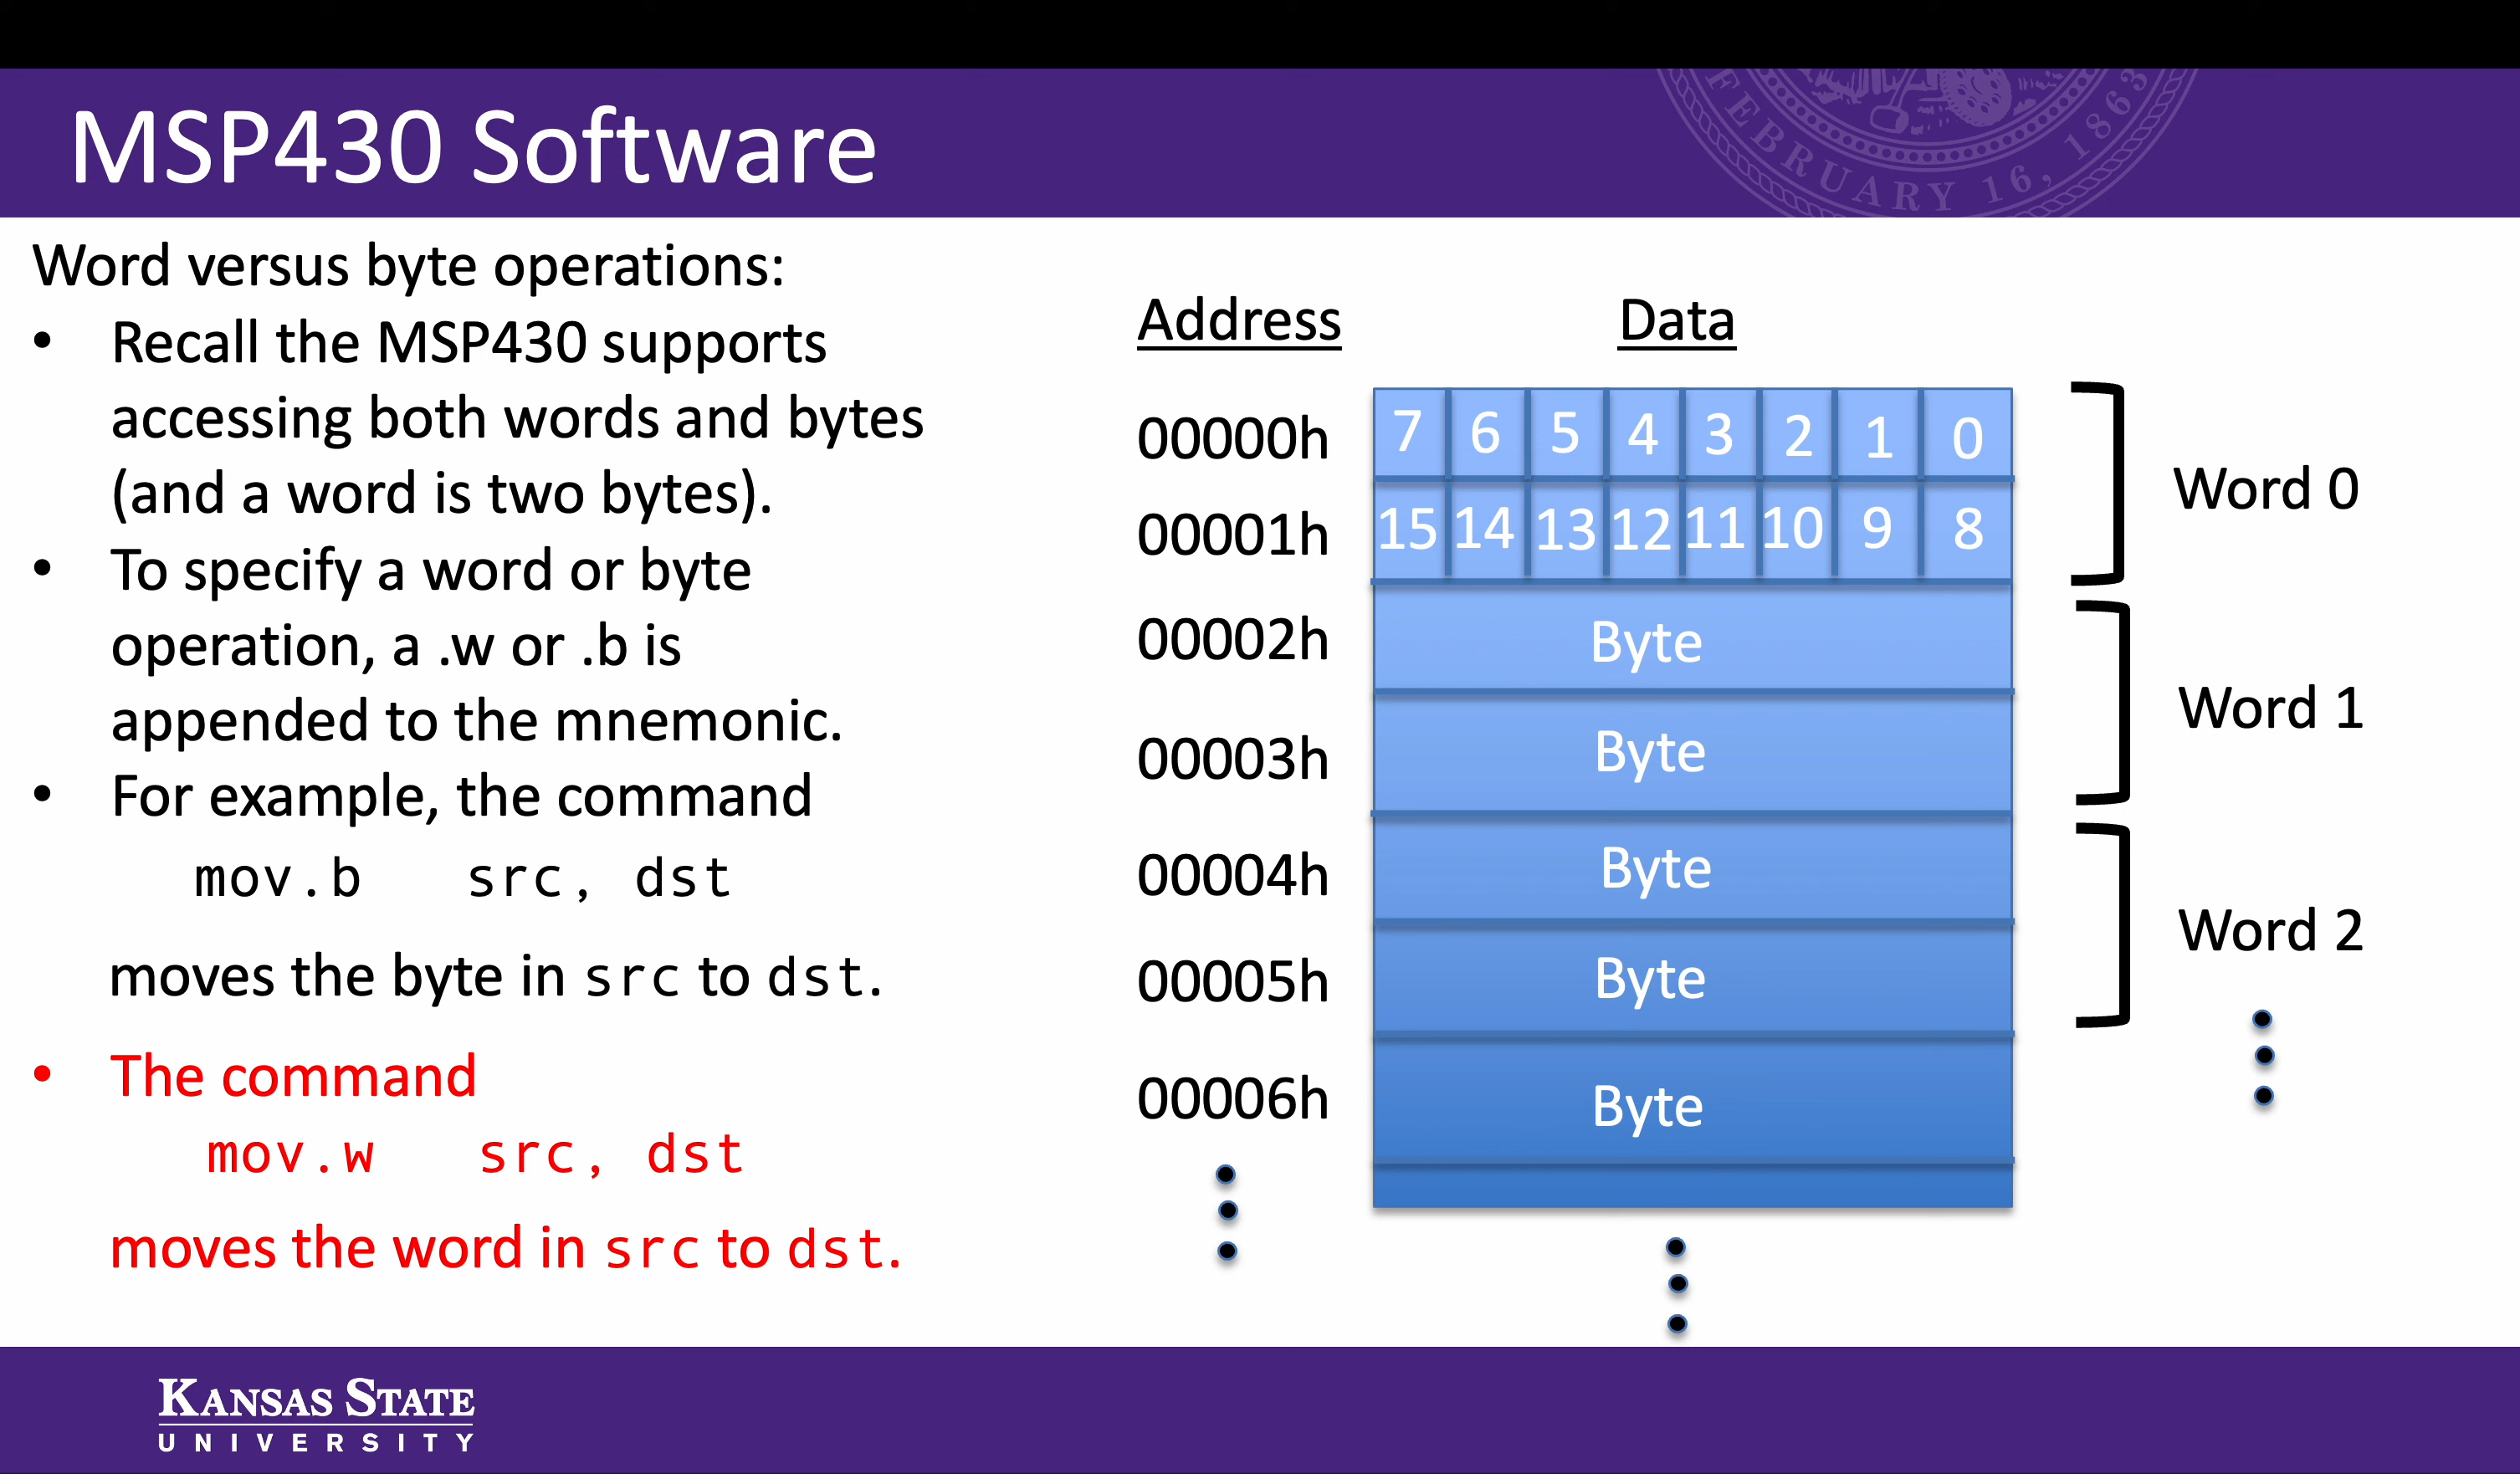 FEBRUARY 16, 1863
MSP430 Software
Word versus byte operations:
• Recall the MSP430 supports
accessing both words and bytes
(and a word is two bytes).
• To specify a word or byte
operation, a .w or .b is
appended to the mnemonic.
• For example, the command
mov.b src, dst
moves the byte in src to dst.
• The command
mov.w src, dst
moves the word in src to dst.
Address Data
00000h 7 6 5 4 3 2 1 0
Word 0
00001h 15 14 13 12 11 10 9 8
00002h Byte
Word 1
00003h Byte
00004h Byte
Word 2
00005h Byte
00006h Byte
KANSAS STATE
UNIVERSITY